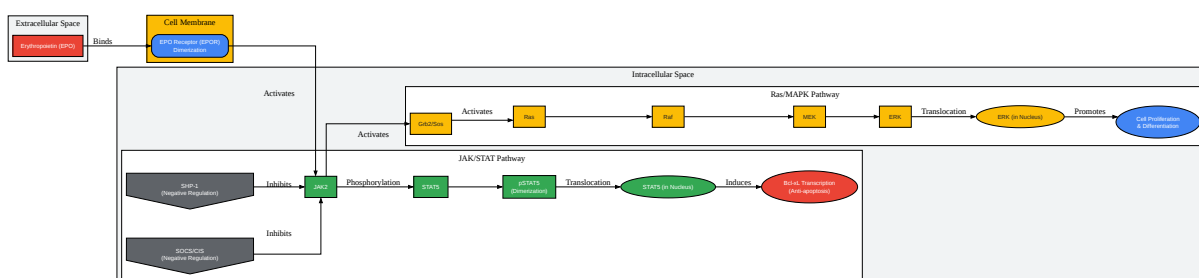 Extracellular Space
Erythropoietin (EPO)
Binds
Cell Membrane
EPO Receptor (EPOR)
Dimerization
Intracellular Space
Activates
Ras/MAPK Pathway
Grb2/Sos
Activates
Ras
Raf
MEK
ERK
Translocation
ERK (in Nucleus)
Promotes
Cell Proliferation
& Differentiation
Activates
JAK/STAT Pathway
SHP-1
(Negative Regulation)
Inhibits
JAK2
Phosphorylation
STAT5
pSTAT5
(Dimerization)
Translocation
STAT5 (in Nucleus)
Induces
Bcl-xL Transcription
(Anti-apoptosis)
Inhibits
SOCS/CIS
(Negative Regulation)